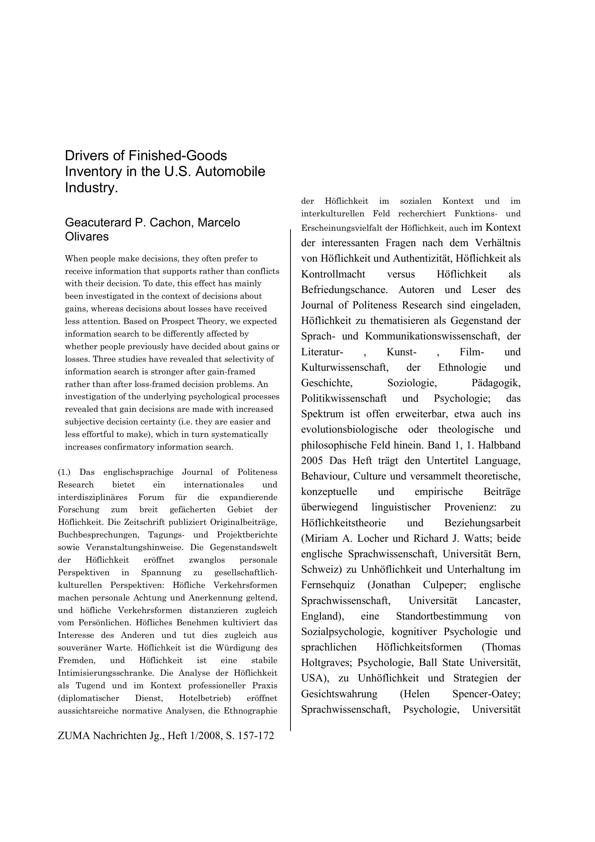 Drivers of Finished-Goods
Inventory in the U.S. Automobile
Industry.
Geacuterard P. Cachon, Marcelo
Olivares
When people make decisions, they often prefer to
receive information that supports rather than conflicts
with their decision. To date, this effect has mainly
been investigated in the context of decisions about
gains, whereas decisions about losses have received
less attention. Based on Prospect Theory, we expected
information search to be differently affected by
whether people previously have decided about gains or
losses. Three studies have revealed that selectivity of
information search is stronger after gain-framed
rather than after loss-framed decision problems. An
investigation of the underlying psychological processes
revealed that gain decisions are made with increased
subjective decision certainty (i.e. they are easier and
less effortful to make), which in turn systematically
increases confirmatory information search.
(1.) Das englischsprachige Journal of Politeness
Research bietet ein internationales und
interdisziplinäres Forum für die expandierende
Forschung zum breit gefächerten Gebiet der
Höflichkeit. Die Zeitschrift publiziert Originalbeiträge,
Buchbesprechungen, Tagungs- und Projektberichte
sowie Veranstaltungshinweise. Die Gegenstandswelt
der Höflichkeit eröffnet zwanglos personale
Perspektiven in Spannung zu gesellschaftlich-
kulturellen Perspektiven: Höfliche Verkehrsformen
machen personale Achtung und Anerkennung geltend,
und höfliche Verkehrsformen distanzieren zugleich
vom Persönlichen. Höfliches Benehmen kultiviert das
Interesse des Anderen und tut dies zugleich aus
souveräner Warte. Höflichkeit ist die Würdigung des
Fremden, und Höflichkeit ist eine stabile
Intimisierungsschranke. Die Analyse der Höflichkeit
als Tugend und im Kontext professioneller Praxis
(diplomatischer Dienst, Hotelbetrieb) eröffnet
aussichtsreiche normative Analysen, die Ethnographie
der Höflichkeit im sozialen Kontext und im
interkulturellen Feld recherchiert Funktions- und
Erscheinungsvielfalt der Höflichkeit, auch im Kontext
der interessanten Fragen nach dem Verhältnis
von Höflichkeit und Authentizität, Höflichkeit als
Kontrollmacht versus Höflichkeit als
Befriedungschance. Autoren und Leser des
Journal of Politeness Research sind eingeladen,
Höflichkeit zu thematisieren als Gegenstand der
Sprach- und Kommunikationswissenschaft, der
Literatur- , Kunst- , Film- und
Kulturwissenschaft, der Ethnologie und
Geschichte, Soziologie, Pädagogik,
Politikwissenschaft und Psychologie; das
Spektrum ist offen erweiterbar, etwa auch ins
evolutionsbiologische oder theologische und
philosophische Feld hinein. Band 1, 1. Halbband
2005 Das Heft trägt den Untertitel Language,
Behaviour, Culture und versammelt theoretische,
konzeptuelle und empirische Beiträge
überwiegend linguistischer Provenienz: zu
Höflichkeitstheorie und Beziehungsarbeit
(Miriam A. Locher und Richard J. Watts; beide
englische Sprachwissenschaft, Universität Bern,
Schweiz) zu Unhöflichkeit und Unterhaltung im
Fernsehquiz (Jonathan Culpeper; englische
Sprachwissenschaft, Universität Lancaster,
England), eine Standortbestimmung von
Sozialpsychologie, kognitiver Psychologie und
sprachlichen Höflichkeitsformen (Thomas
Holtgraves; Psychologie, Ball State Universität,
USA), zu Unhöflichkeit und Strategien der
Gesichtswahrung (Helen Spencer-Oatey;
Sprachwissenschaft, Psychologie, Universität
ZUMA Nachrichten Jg., Heft 1/2008, S. 157-172